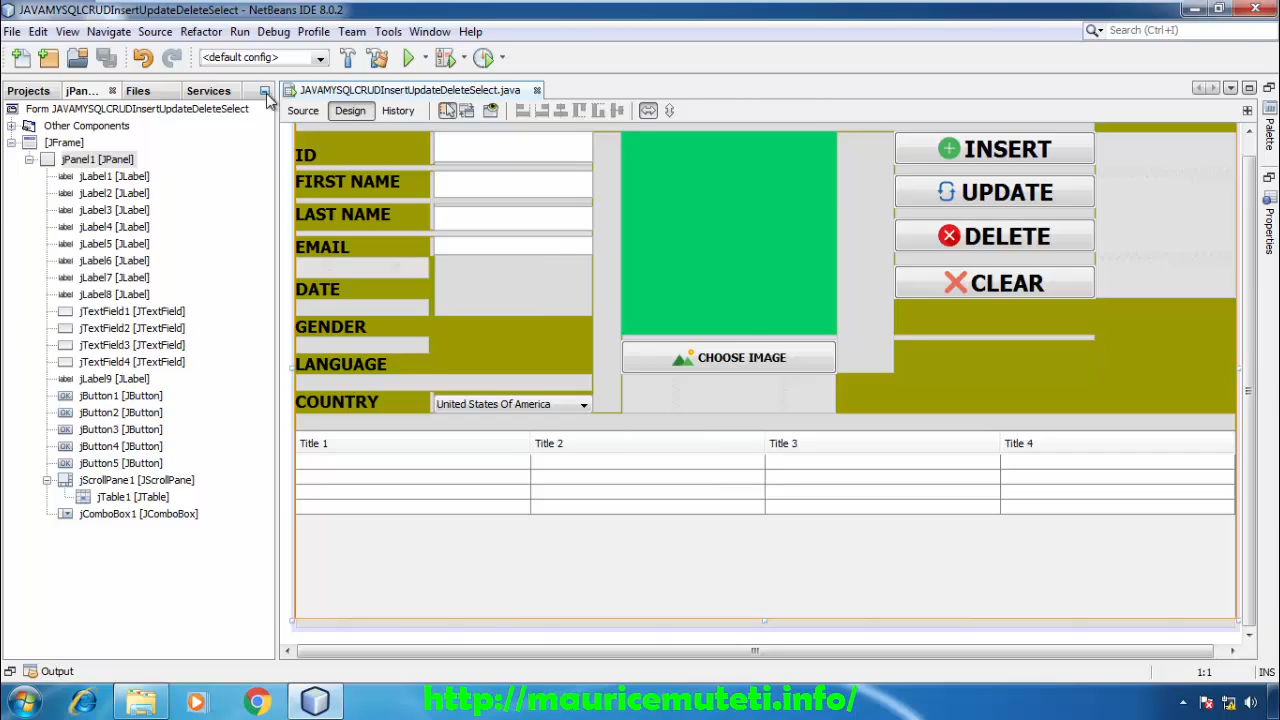 JAVAMYSQLCRUDInsertUpdateDeleteSelect - NetBeans IDE 8.0.2
File Edit View Navigate Source Refactor Run Debug Profile Team Tools Window Help
Search (Ctrl+I)
<default config>
Projects jPan... Files Services
JAVAMYSQLCRUDInsertUpdateDeleteSelect.java
Form JAVAMYSQLCRUDInsertUpdateDeleteSelect
Source Design History
Other Components
[JFrame]
jPanel1 [JPanel]
jLabel1 [JLabel]
jLabel2 [JLabel]
jLabel3 [JLabel]
jLabel4 [JLabel]
jLabel5 [JLabel]
jLabel6 [JLabel]
jLabel7 [JLabel]
jLabel8 [JLabel]
jTextField1 [JTextField]
jTextField2 [JTextField]
jTextField3 [JTextField]
jTextField4 [JTextField]
jLabel9 [JLabel]
jButton1 [JButton]
jButton2 [JButton]
jButton3 [JButton]
jButton4 [JButton]
jButton5 [JButton]
jScrollPane1 [JScrollPane]
jTable1 [JTable]
jComboBox1 [JComboBox]
ID
FIRST NAME
LAST NAME
EMAIL
DATE
GENDER
LANGUAGE
COUNTRY
United States Of America
CHOOSE IMAGE
INSERT
UPDATE
DELETE
CLEAR
Title 1 Title 2 Title 3 Title 4
Palette
Properties
Output
1:1 INS
http://mauricemuteti.info/